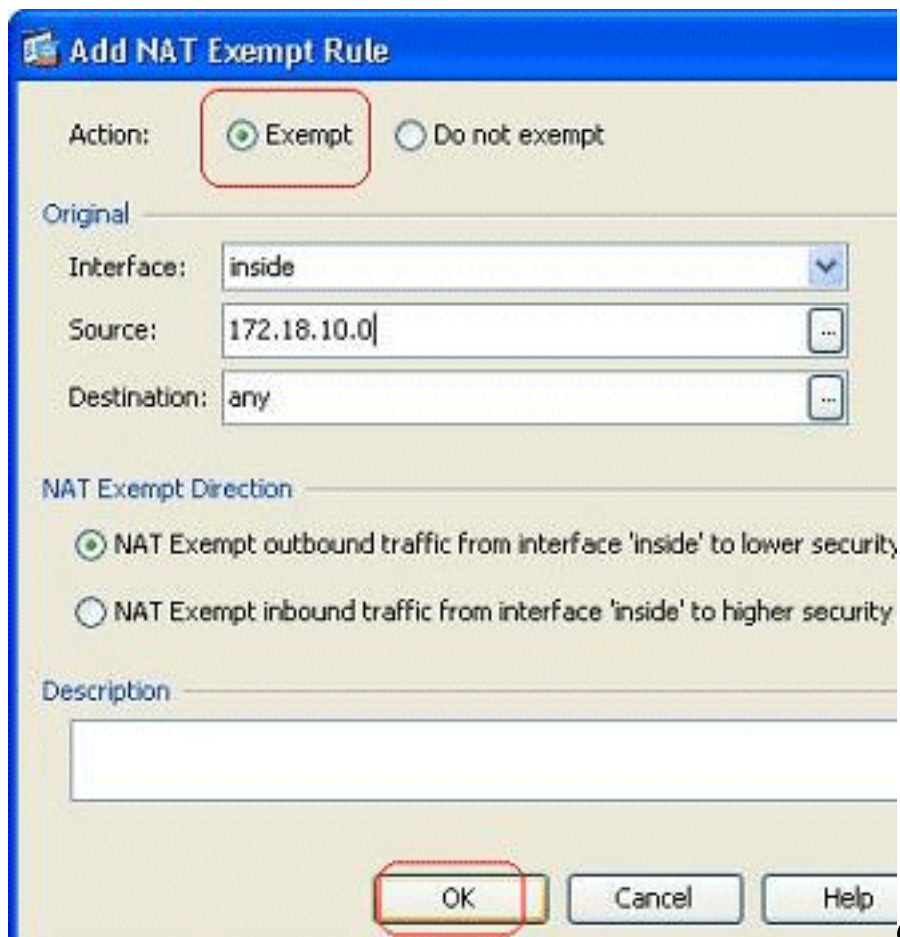 Add NAT Exempt Rule
Action: Exempt Do not exempt
Original
Interface: inside
Source: 172.18.10.0 ...
Destination: any ...
NAT Exempt Direction
NAT Exempt outbound traffic from interface 'inside' to lower security
NAT Exempt inbound traffic from interface 'inside' to higher security
Description
OK Cancel Help